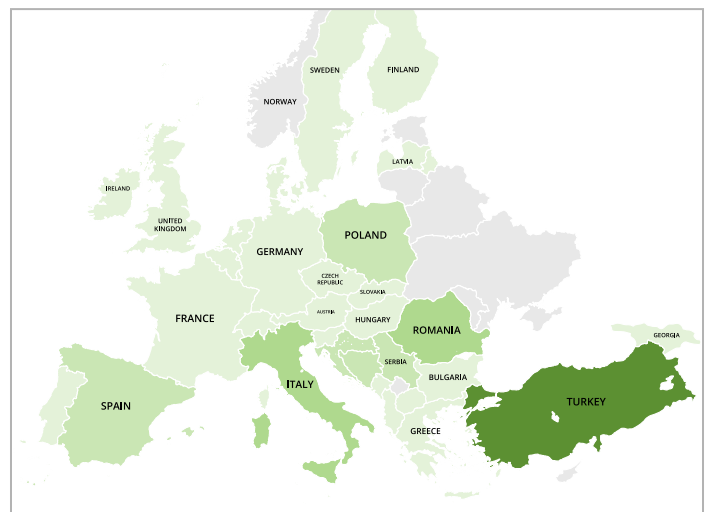 SWEDEN
FINLAND
NORWAY
LATVIA
IRELAND
UNITED
KINGDOM
POLAND
GERMANY
CZECH
REPUBLIC
SLOVAKIA
AUSTRIA
FRANCE
HUNGARY
ROMANIA
GEORGIA
SERBIA
ITALY
BULGARIA
SPAIN
TURKEY
GREECE